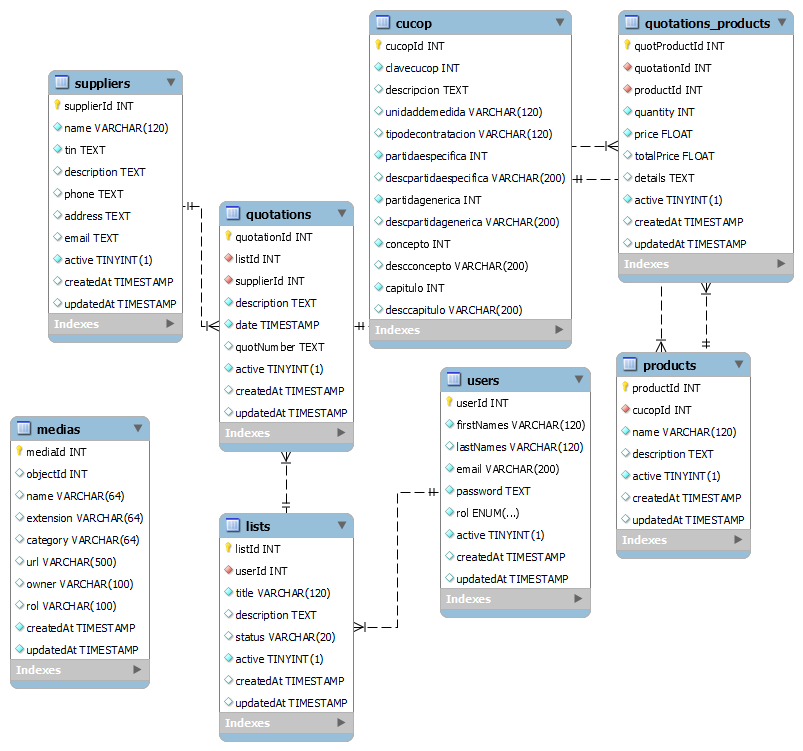 suppliers
supplierId INT
name VARCHAR(120)
tin TEXT
description TEXT
phone TEXT
address TEXT
email TEXT
active TINYINT(1)
createdAt TIMESTAMP
updatedAt TIMESTAMP
Indexes
quotations
quotationId INT
listId INT
supplierId INT
description TEXT
date TIMESTAMP
quotNumber TEXT
active TINYINT(1)
createdAt TIMESTAMP
updatedAt TIMESTAMP
Indexes
cucop
cucopId INT
clavecucop INT
descripcion TEXT
unidaddemedida VARCHAR(120)
tipodecontratacion VARCHAR(120)
partidaespecifica INT
descpartidaespecifica VARCHAR(200)
partidagenerica INT
descpartidagenerica VARCHAR(200)
concepto INT
descconcepto VARCHAR(200)
capitulo INT
desccapitulo VARCHAR(200)
Indexes
quotations_products
quotProductId INT
quotationId INT
productId INT
quantity INT
price FLOAT
totalPrice FLOAT
details TEXT
active TINYINT(1)
createdAt TIMESTAMP
updatedAt TIMESTAMP
Indexes
medias
mediaId INT
objectId INT
name VARCHAR(64)
extension VARCHAR(64)
category VARCHAR(64)
url VARCHAR(500)
owner VARCHAR(100)
rol VARCHAR(100)
createdAt TIMESTAMP
updatedAt TIMESTAMP
Indexes
lists
listId INT
userId INT
title VARCHAR(120)
description TEXT
status VARCHAR(20)
active TINYINT(1)
createdAt TIMESTAMP
updatedAt TIMESTAMP
Indexes
users
userId INT
firstNames VARCHAR(120)
lastNames VARCHAR(120)
email VARCHAR(200)
password TEXT
rol ENUM(...)
active TINYINT(1)
createdAt TIMESTAMP
updatedAt TIMESTAMP
Indexes
products
productId INT
cucopId INT
name VARCHAR(120)
description TEXT
active TINYINT(1)
createdAt TIMESTAMP
updatedAt TIMESTAMP
Indexes